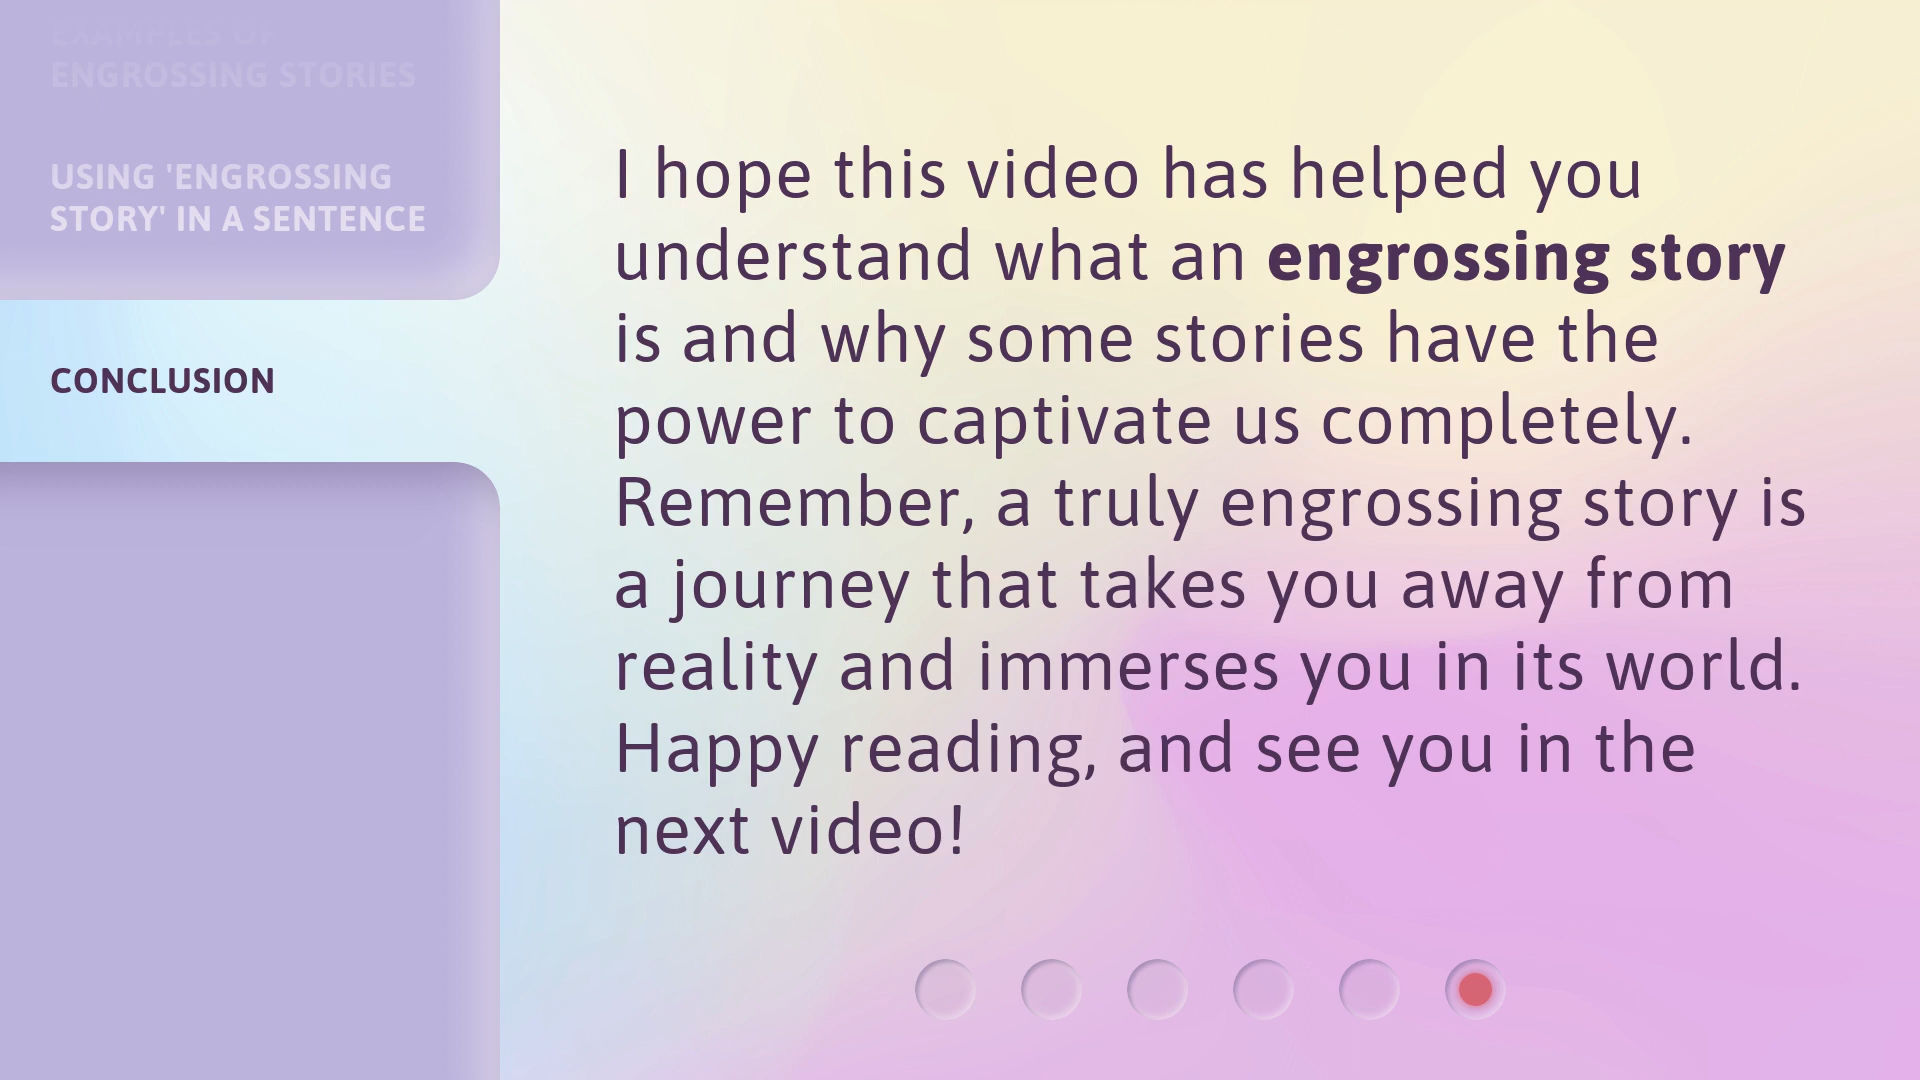 EXAMPLES OF
ENGROSSING STORIES
USING 'ENGROSSING
STORY' IN A SENTENCE
CONCLUSION
I hope this video has helped you
understand what an engrossing story
is and why some stories have the
power to captivate us completely.
Remember, a truly engrossing story is
a journey that takes you away from
reality and immerses you in its world.
Happy reading, and see you in the
next video!